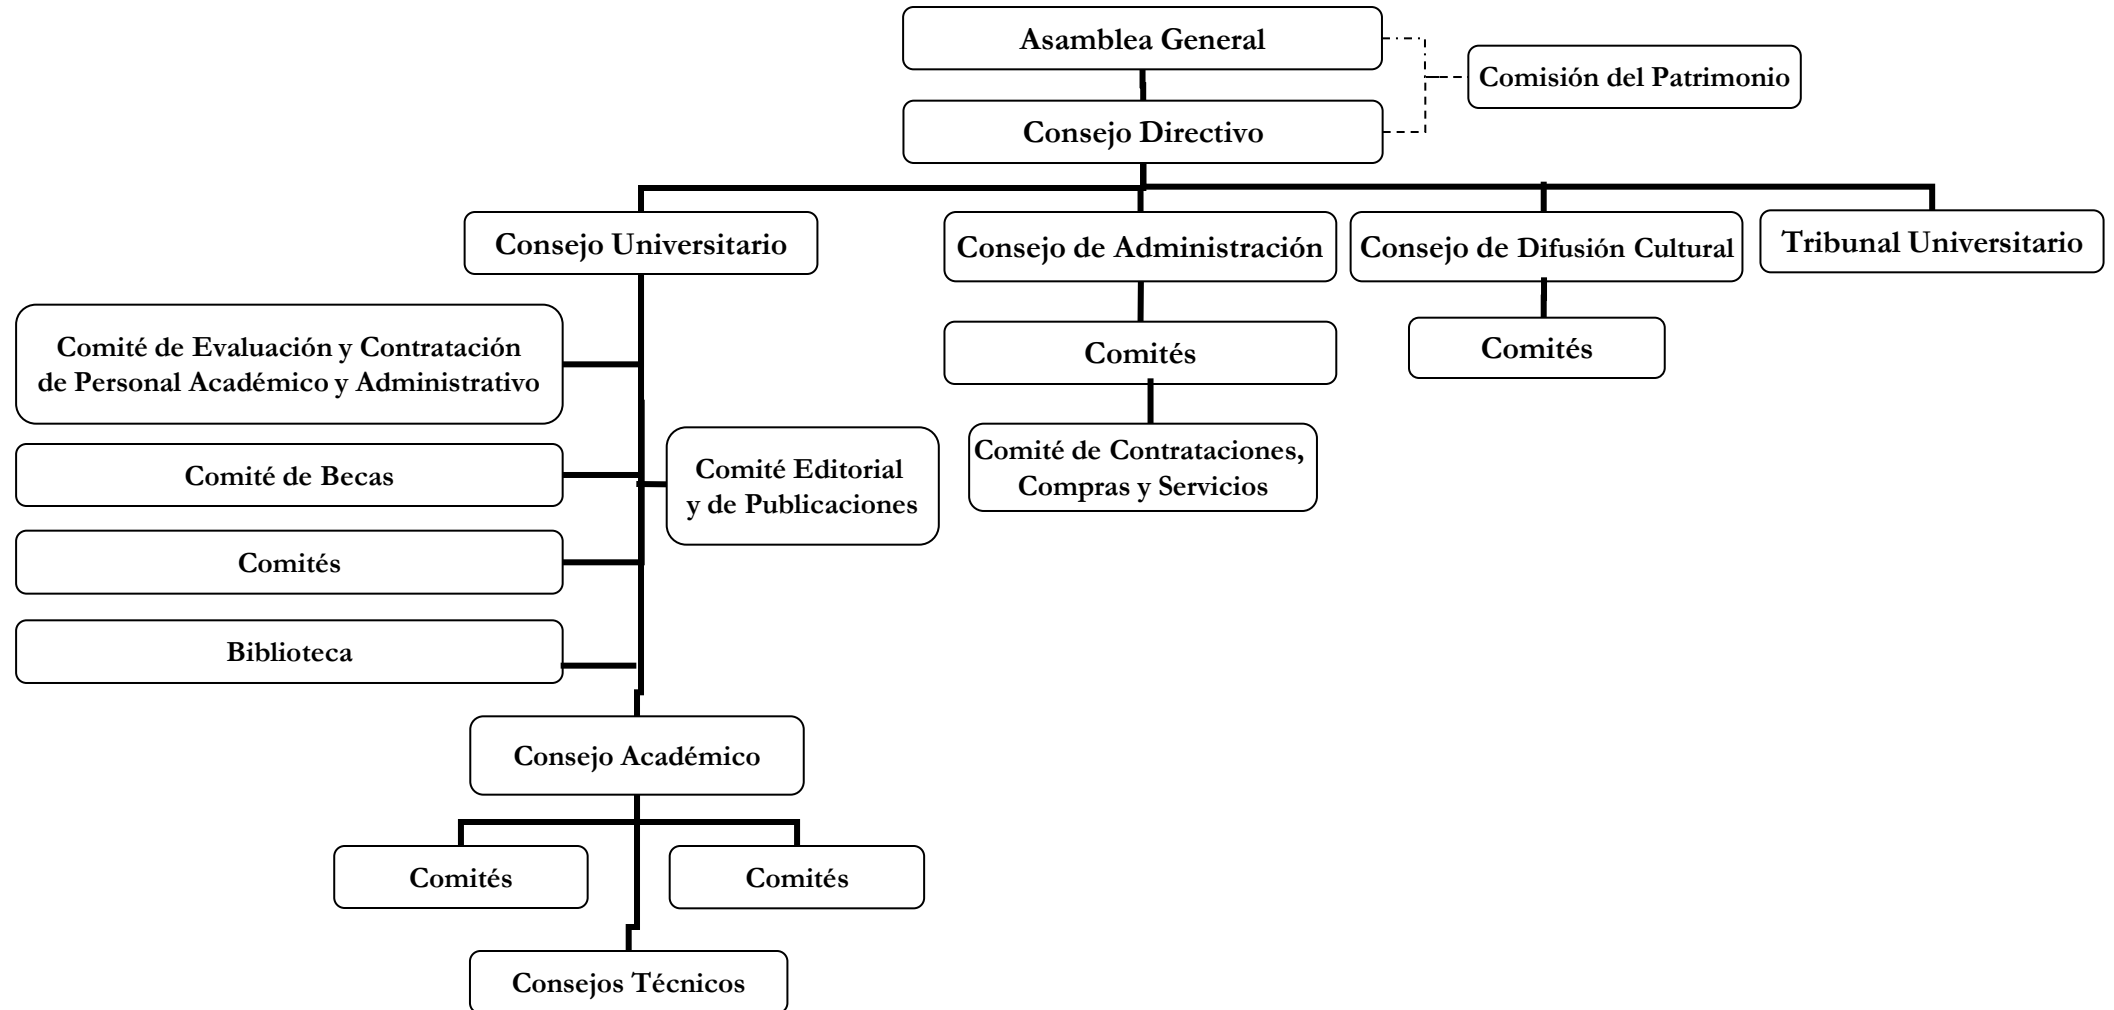 Asamblea General
Comisión del Patrimonio
Consejo Directivo
Consejo Universitario
Consejo de Administración
Consejo de Difusión Cultural
Tribunal Universitario
Comité de Evaluación y Contratación
de Personal Académico y Administrativo
Comités
Comités
Comité de Becas
Comité Editorial
y de Publicaciones
Comité de Contrataciones,
Compras y Servicios
Comités
Biblioteca
Consejo Académico
Comités
Comités
Consejos Técnicos